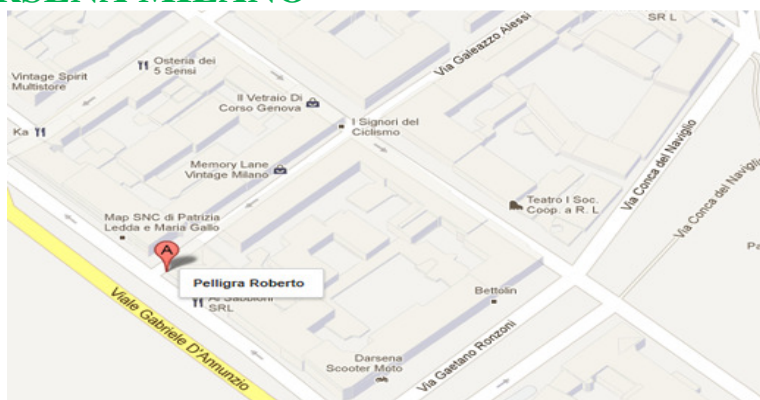 SRL
Osteria dei
5 Sensi
Via Galeazzo Alessi
Vintage Spirit
Multistore
Il Vetraio Di
Corso Genova
I Signori del
Ciclismo
Ka
Memory Lane
Vintage Milano
Via Conca del Naviglio
Via Conca del Naviglio
Teatro I Soc.
Coop. a R. L
Map SNC di Patrizia
Ledda e Maria Gallo
A
Pelligra Roberto
SRL
Bettolin
Viale Gabriele D'Annunzio
Darsena
Scooter Moto
Via Gaetano Ronzoni